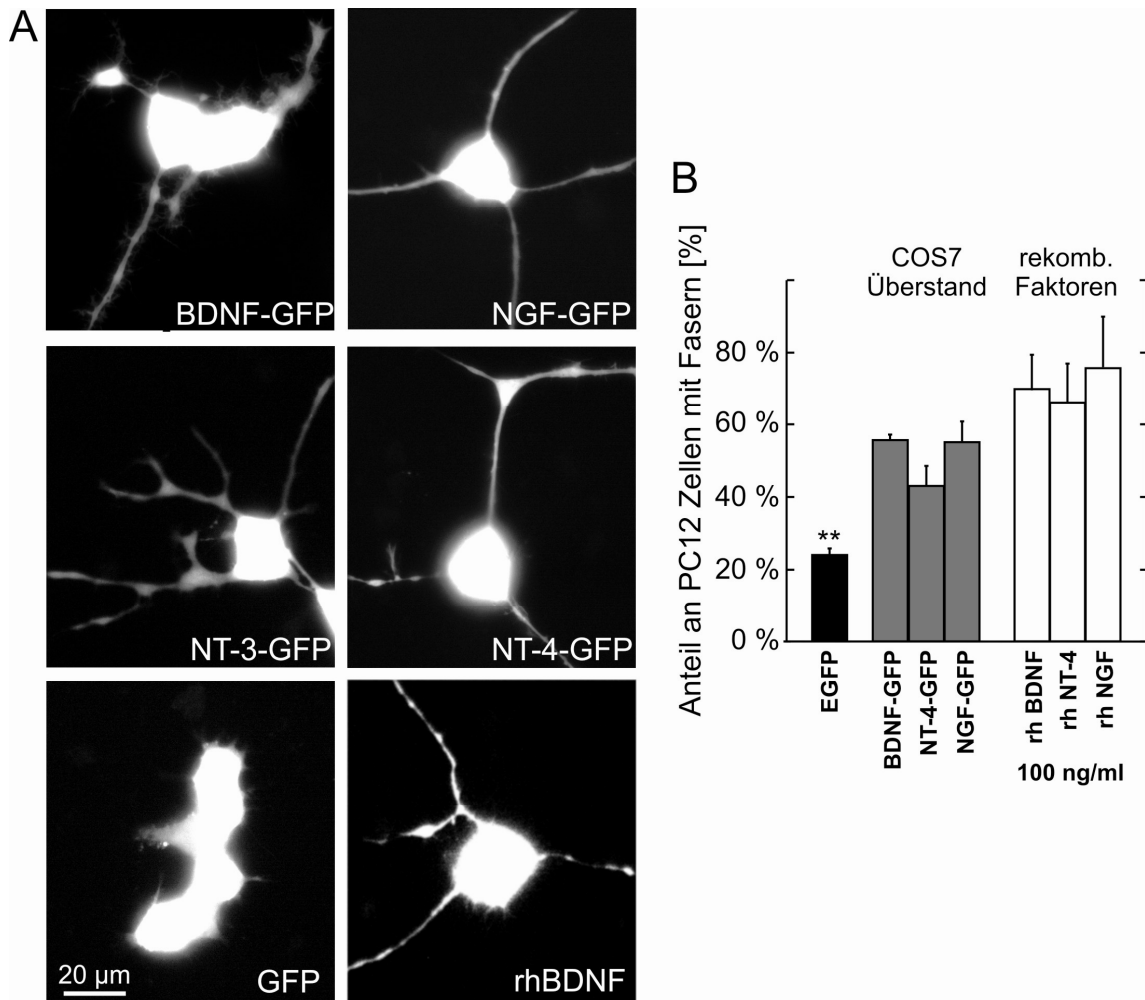 A
BDNF-GFP
NGF-GFP
NT-3-GFP
NT-4-GFP
20 µm
GFP
rhBDNF
B
Anteil an PC12 Zellen mit Fasern [%]
COS7
Überstand
rekomb.
Faktoren
80 %
60 %
40 %
20 %
0 %
**
EGFP
BDNF-GFP
NT-4-GFP
NGF-GFP
rh BDNF
rh NT-4
rh NGF
100 ng/ml